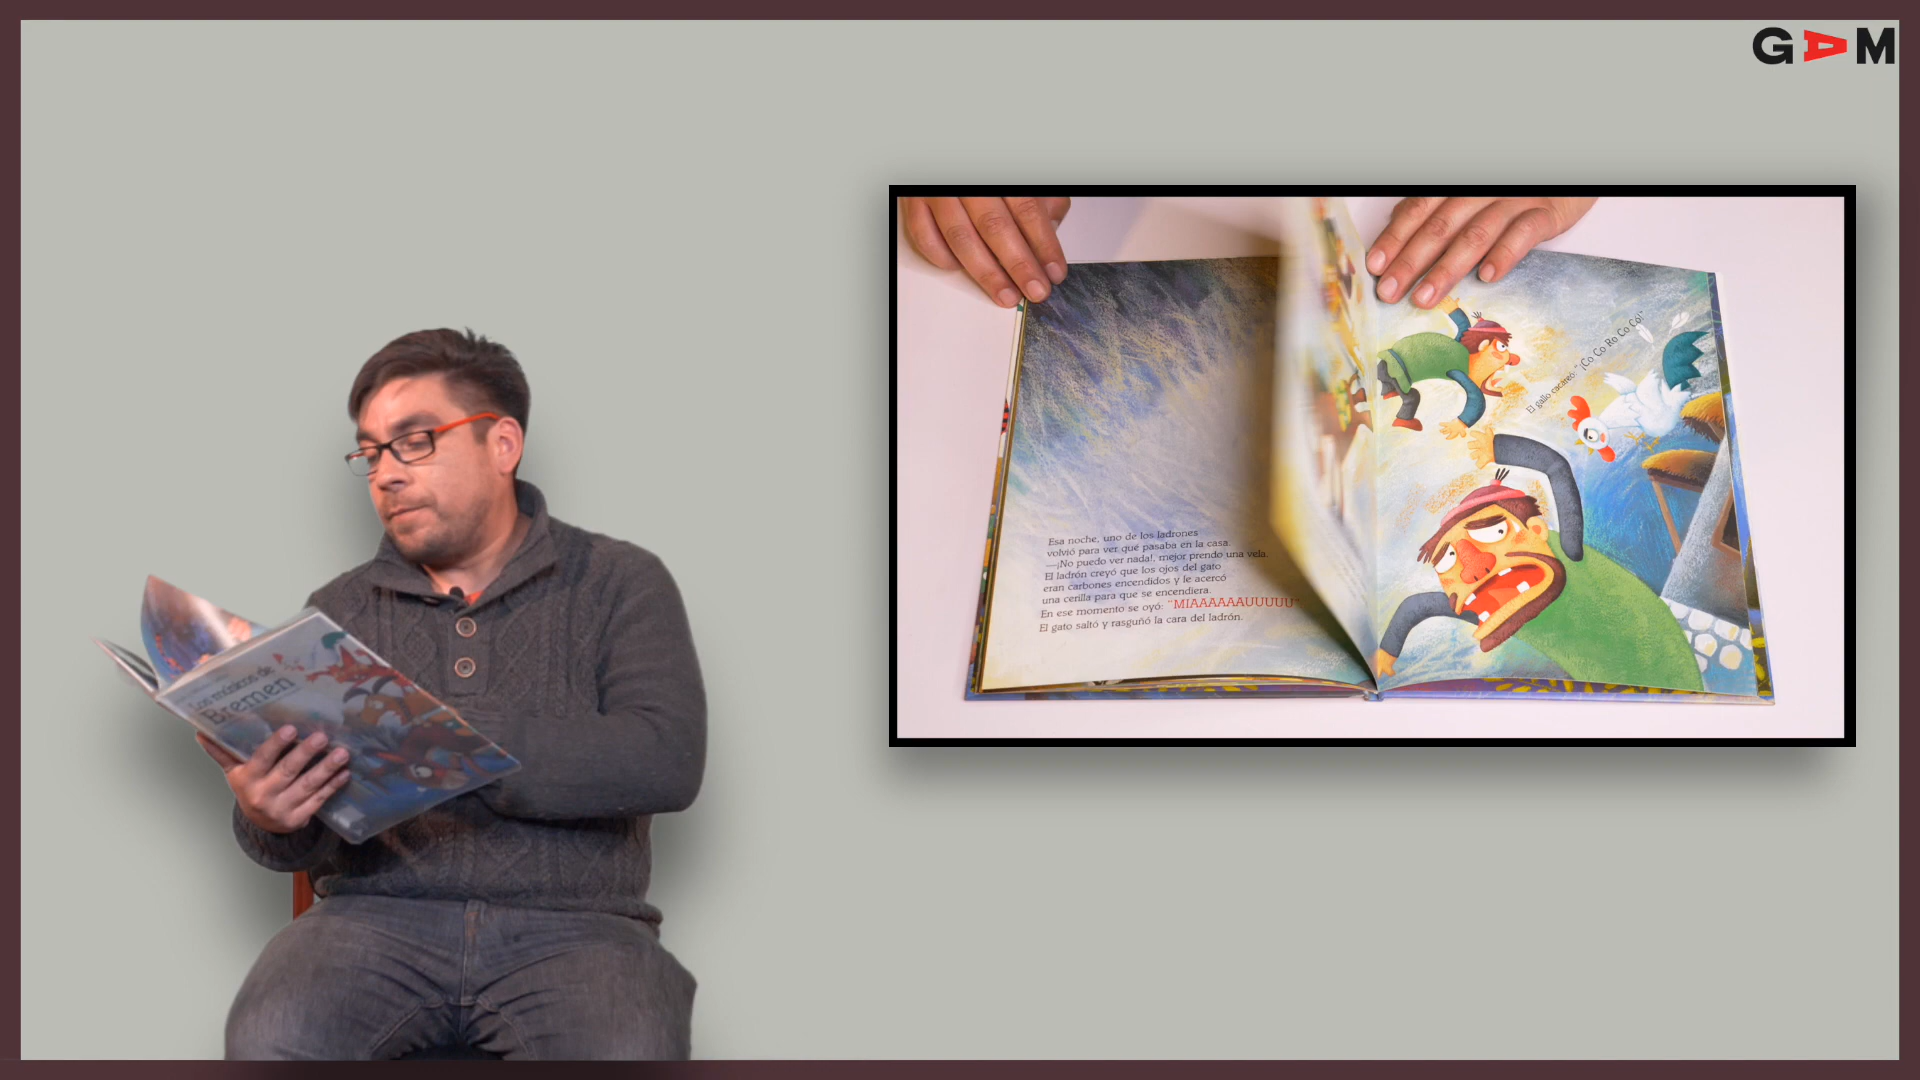 GAM
Los músicos de
Bremen
Esa noche, uno de los ladrones
volvió para ver qué pasaba en la casa.
—¡No puedo ver nada!, mejor prendo una vela.
El ladrón creyó que los ojos del gato
eran carbones encendidos y le acercó
una cerilla para que se encendiera.
En ese momento se oyó: "MIAAAAAAUUUUU"
El gato saltó y rasguñó la cara del ladrón.
El gallo cacareó: "¡Co Co Ro Co Có!"